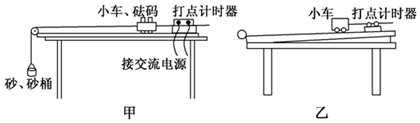 小车、砝码 打点计时器
砂、砂桶
接交流电源
甲
小车 打点计时器
乙